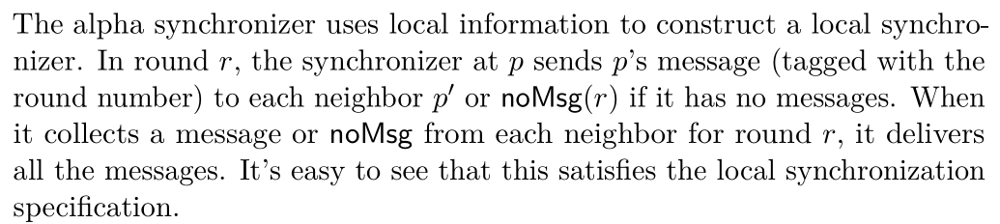 The alpha synchronizer uses local information to construct a local synchro-
nizer. In round r, the synchronizer at p sends p's message (tagged with the
round number) to each neighbor p′ or noMsg(r) if it has no messages. When
it collects a message or noMsg from each neighbor for round r, it delivers
all the messages. It's easy to see that this satisfies the local synchronization
specification.